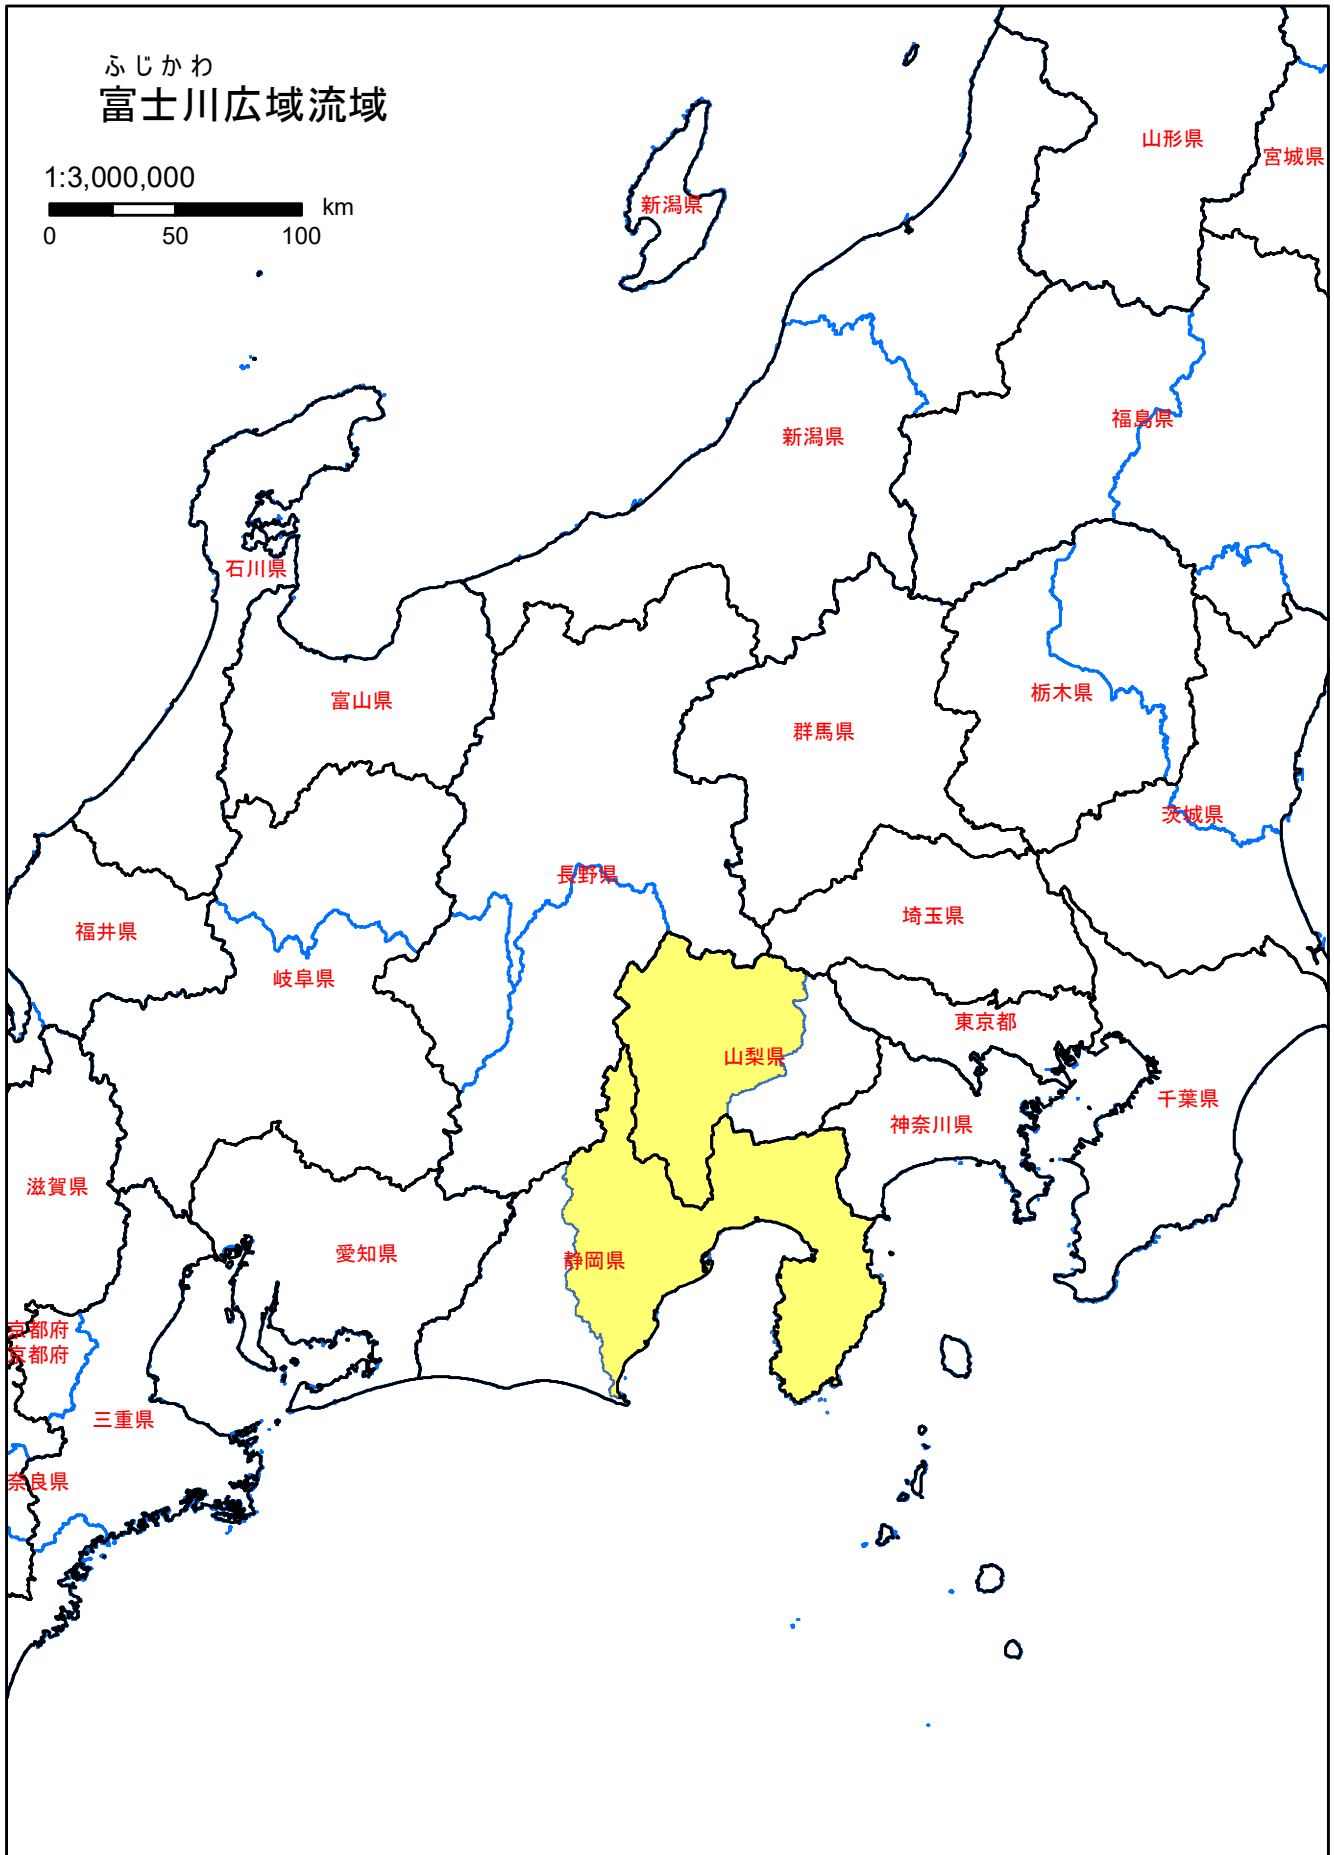 ふじかわ
富士川広域流域
1:3,000,000
km
0 50 100
山形県
宮城県
新潟県
新潟県
福島県
石川県
富山県
栃木県
群馬県
茨城県
長野県
埼玉県
福井県
岐阜県
東京都
山梨県
千葉県
神奈川県
滋賀県
愛知県
静岡県
京都府
京都府
三重県
奈良県